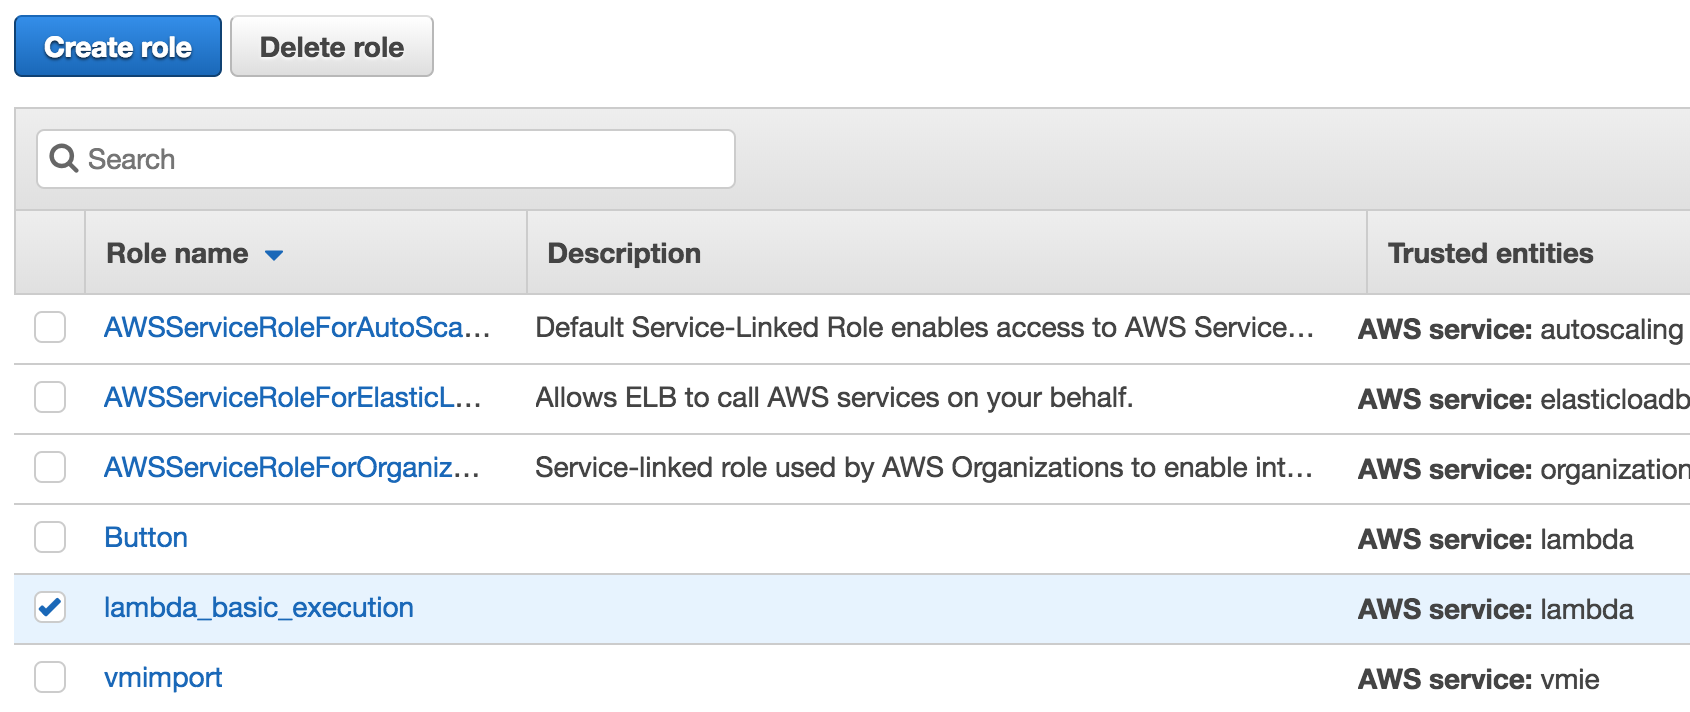 Create role Delete role
Search
Role name Description Trusted entities
AWSServiceRoleForAutoSca... Default Service-Linked Role enables access to AWS Service... AWS service: autoscaling
AWSServiceRoleForElasticL... Allows ELB to call AWS services on your behalf. AWS service: elasticloadb
AWSServiceRoleForOrganiz... Service-linked role used by AWS Organizations to enable int... AWS service: organization
Button AWS service: lambda
lambda_basic_execution AWS service: lambda
vmimport AWS service: vmie